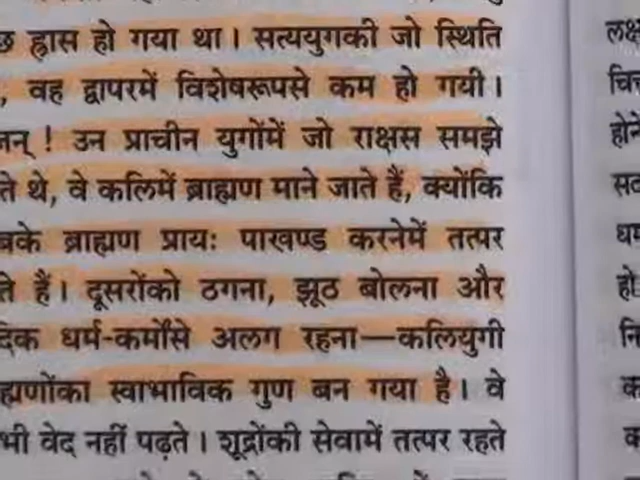 ह्रास हो गया था। सत्ययुगकी जो स्थिति
, वह द्वापरमें विशेषरूपसे कम हो गयी।
जन् ! उन प्राचीन युगोंमें जो राक्षस समझे
ते थे, वे कलिमें ब्राह्मण माने जाते हैं, क्योंकि
बके ब्राह्मण प्रायः पाखण्ड करनेमें तत्पर
ते हैं। दूसरोंको ठगना, झूठ बोलना और
दिक धर्म-कर्मोंसे अलग रहना—कलियुगी
ह्मणोंका स्वाभाविक गुण बन गया है। वे
भी वेद नहीं पढ़ते। शूद्रोंकी सेवामें तत्पर रहते